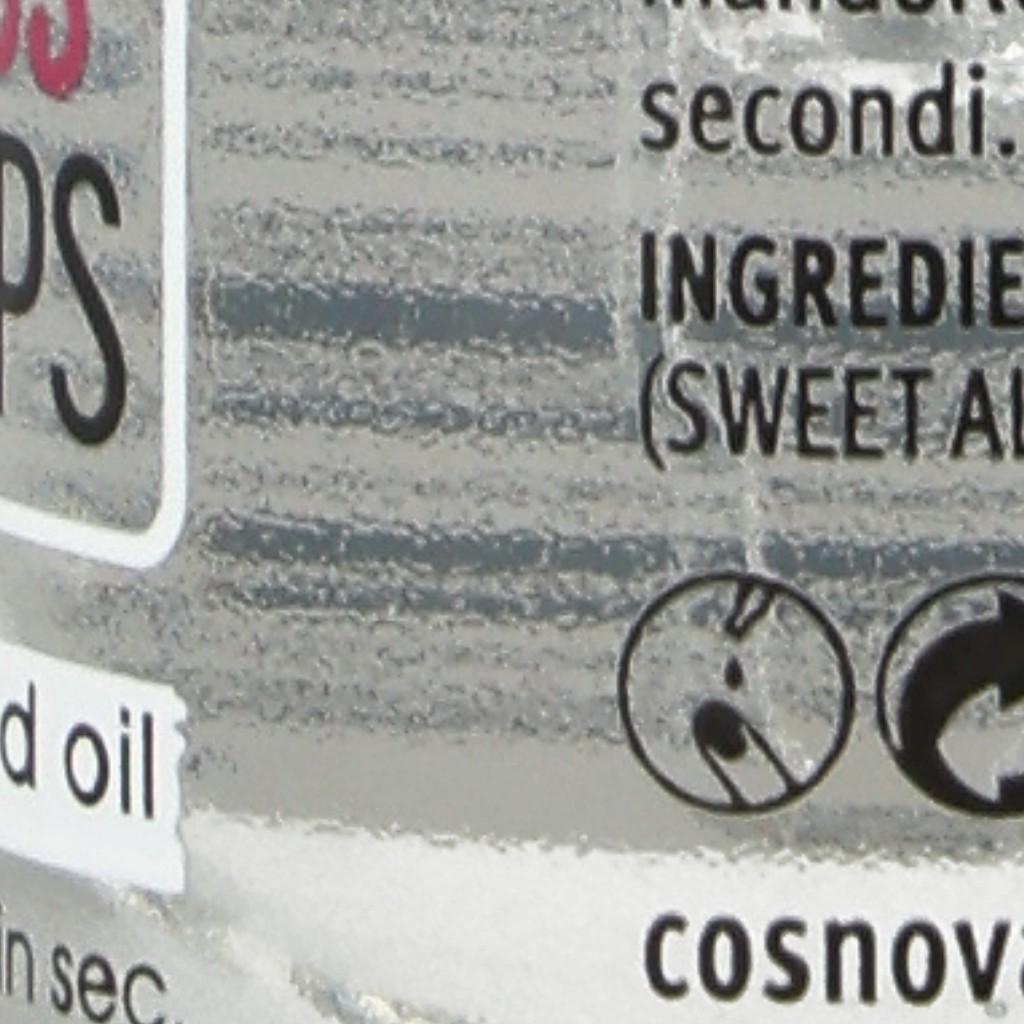 PS
d oil
in sec.
secondi.
INGREDIE
(SWEET AL
cosnova